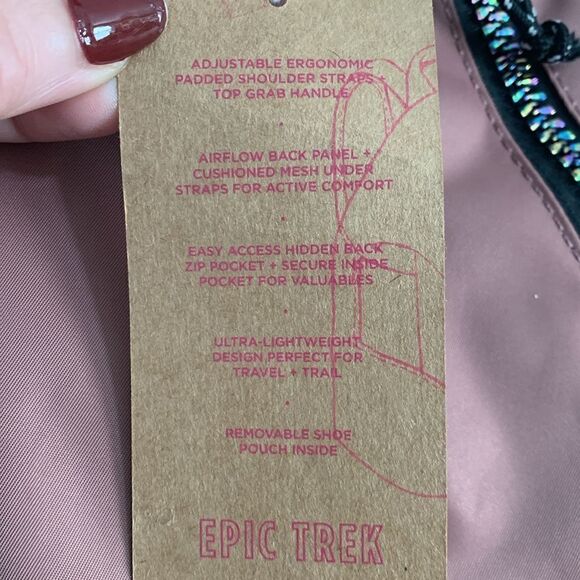 ADJUSTABLE ERGONOMIC
PADDED SHOULDER STRAPS +
TOP GRAB HANDLE
AIRFLOW BACK PANEL +
CUSHIONED MESH UNDER
STRAPS FOR ACTIVE COMFORT
EASY ACCESS HIDDEN BACK
ZIP POCKET + SECURE INSIDE
POCKET FOR VALUABLES
ULTRA-LIGHTWEIGHT
DESIGN PERFECT FOR
TRAVEL + TRAIL
REMOVABLE SHOE
POUCH INSIDE
EPIC TREK